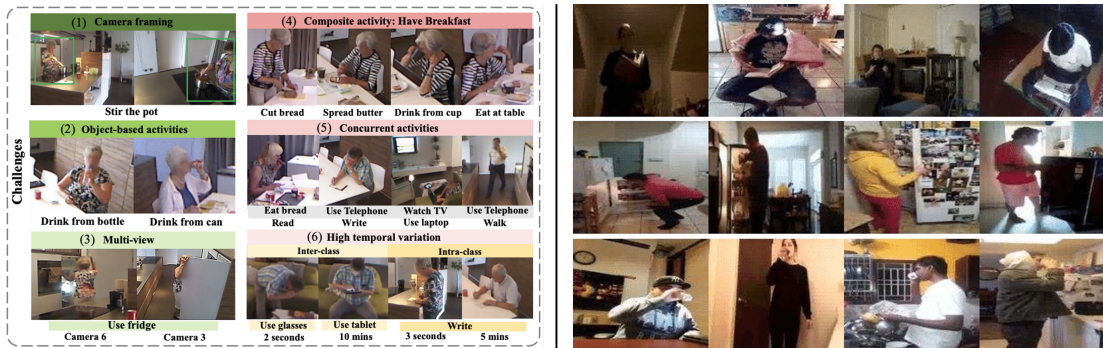 Challenges
(1) Camera framing
Stir the pot
(2) Object-based activities
Drink from bottle Drink from can
(3) Multi-view
Use fridge
Camera 6 Camera 3
(4) Composite activity: Have Breakfast
Cut bread Spread butter Drink from cup Eat at table
(5) Concurrent activities
Eat bread Use Telephone Watch TV Use Telephone
Read Write Use laptop Walk
(6) High temporal variation
Inter-class Intra-class
Use glasses Use tablet Write
2 seconds 10 mins 3 seconds 5 mins